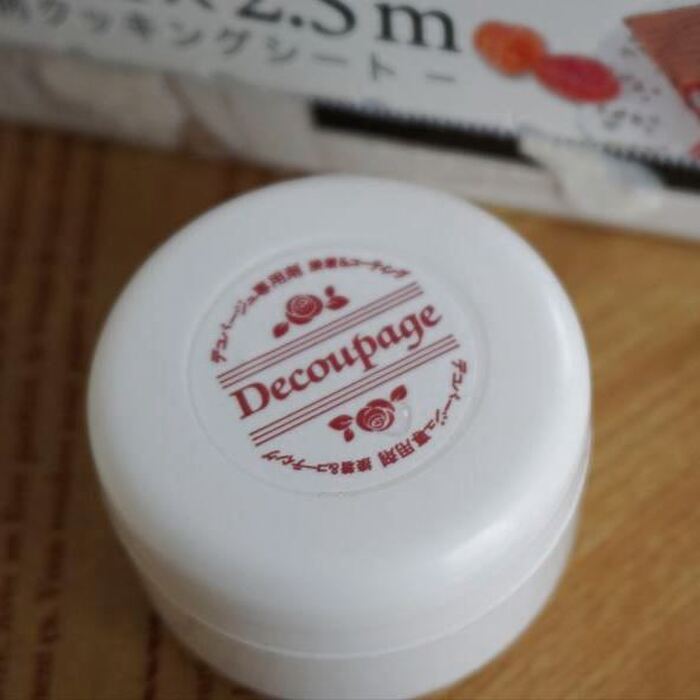 2.5m
クッキングシート
デコパージュ専用剤 接着&コーティング
Decoupage
デコパージュ専用剤 接着&コーティング